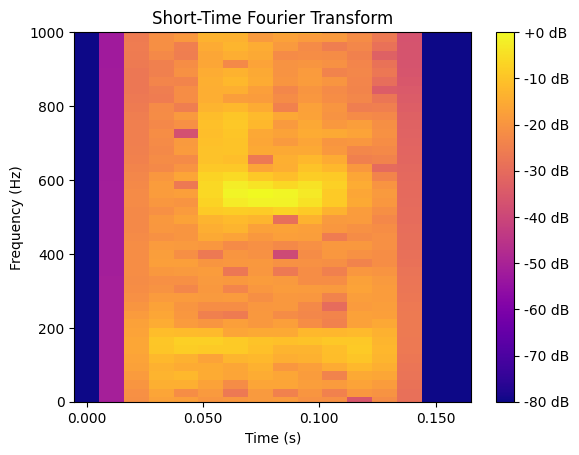 Short-Time Fourier Transform
1000
800
600
400
200
0
Frequency (Hz)
0.000
0.050
0.100
0.150
Time (s)
+0 dB
-10 dB
-20 dB
-30 dB
-40 dB
-50 dB
-60 dB
-70 dB
-80 dB